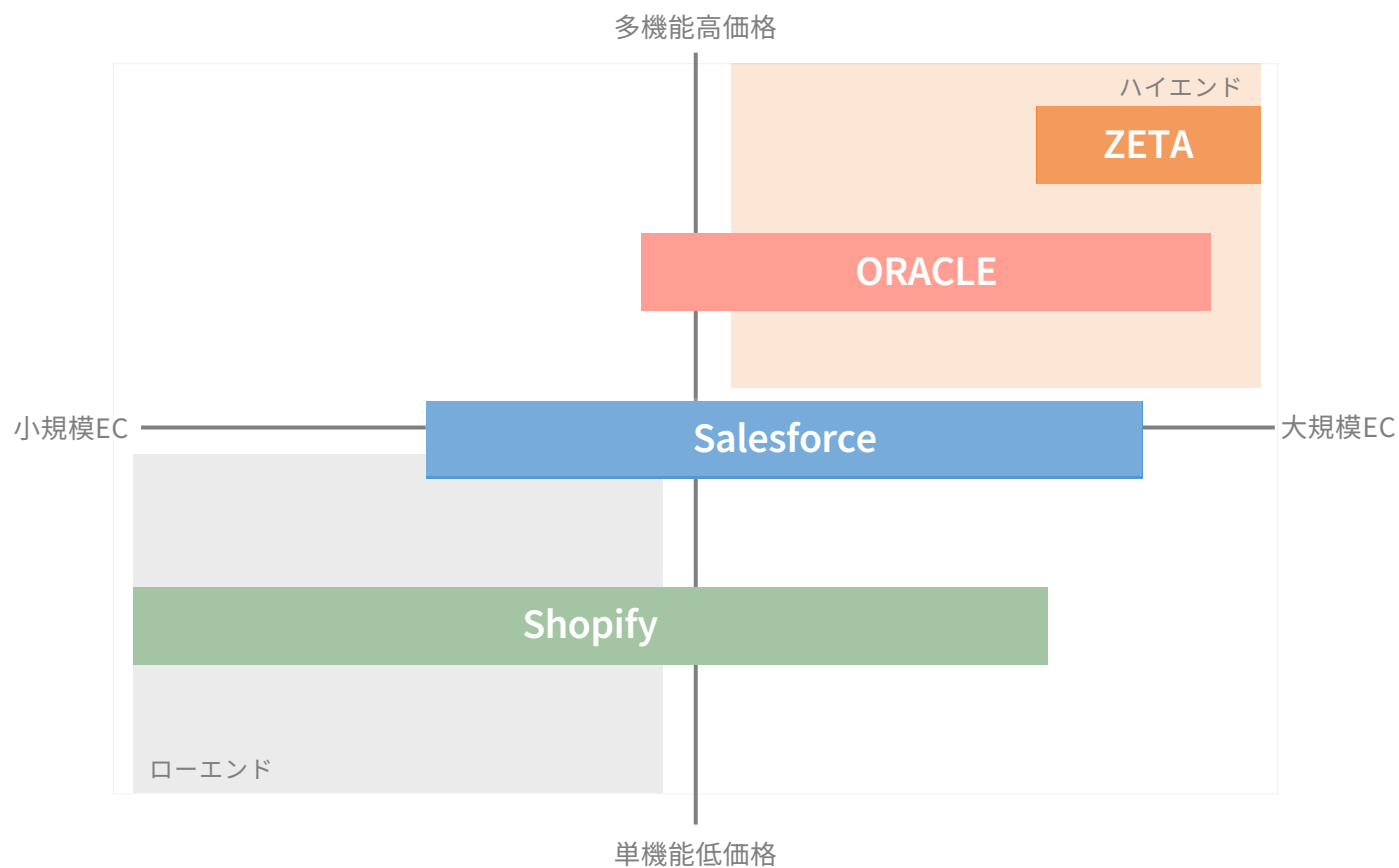 多機能高価格
ハイエンド
ZETA
ORACLE
小規模EC
Salesforce
大規模EC
Shopify
ローエンド
単機能低価格